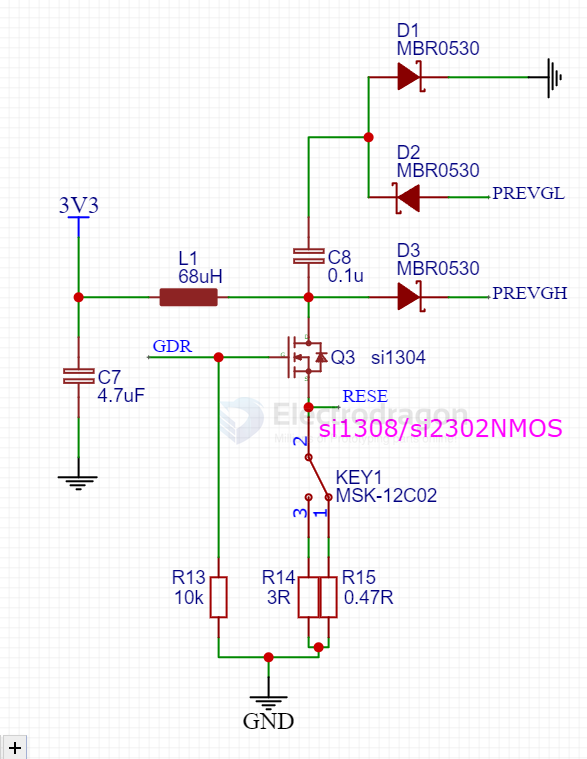 D1
MBR0530
D2
MBR0530
PREVGL
3V3
L1
68uH
C8
0.1u
D3
MBR0530
PREVGH
GDR
G
D
S
Q3
si1304
C7
4.7uF
RESE
Electrodragon
si1308/si2302NMOS
2
KEY1
MSK-12C02
3
1
R13
10k
R14
3R
R15
0.47R
GND